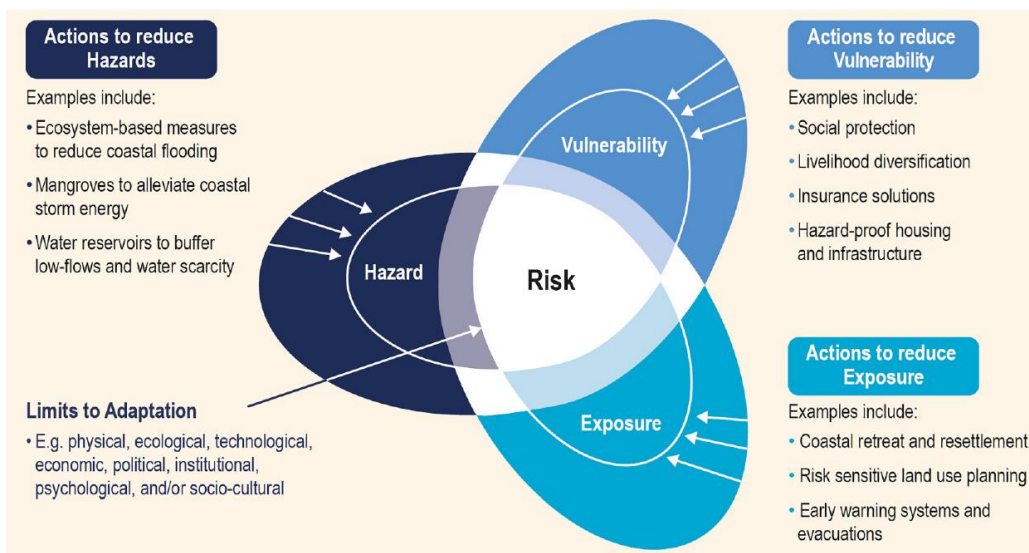 Actions to reduce
Hazards
Examples include:
• Ecosystem-based measures
to reduce coastal flooding
• Mangroves to alleviate coastal
storm energy
• Water reservoirs to buffer
low-flows and water scarcity
Limits to Adaptation
• E.g. physical, ecological, technological,
economic, political, institutional,
psychological, and/or socio-cultural
Vulnerability
Hazard
Risk
Exposure
Actions to reduce
Vulnerability
Examples include:
• Social protection
• Livelihood diversification
• Insurance solutions
• Hazard-proof housing
and infrastructure
Actions to reduce
Exposure
Examples include:
• Coastal retreat and resettlement
• Risk sensitive land use planning
• Early warning systems and
evacuations